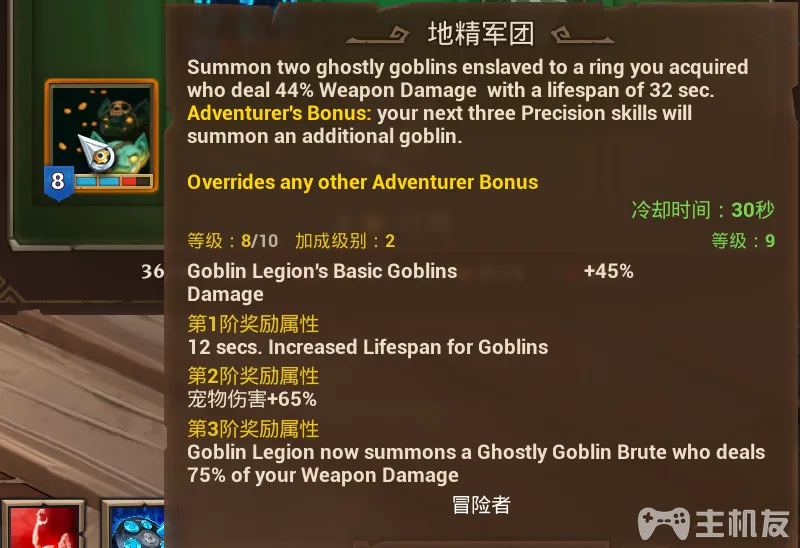 地精军团
Summon two ghostly goblins enslaved to a ring you acquired
who deal 44% Weapon Damage with a lifespan of 32 sec.
Adventurer's Bonus: your next three Precision skills will
summon an additional goblin.
Overrides any other Adventurer Bonus
冷却时间：30秒
8
等级：8/10 加成级别：2 等级：9
36
Goblin Legion's Basic Goblins +45%
Damage
第1阶奖励属性
12 secs. Increased Lifespan for Goblins
第2阶奖励属性
宠物伤害+65%
第3阶奖励属性
Goblin Legion now summons a Ghostly Goblin Brute who deals
75% of your Weapon Damage
冒险者
主机友